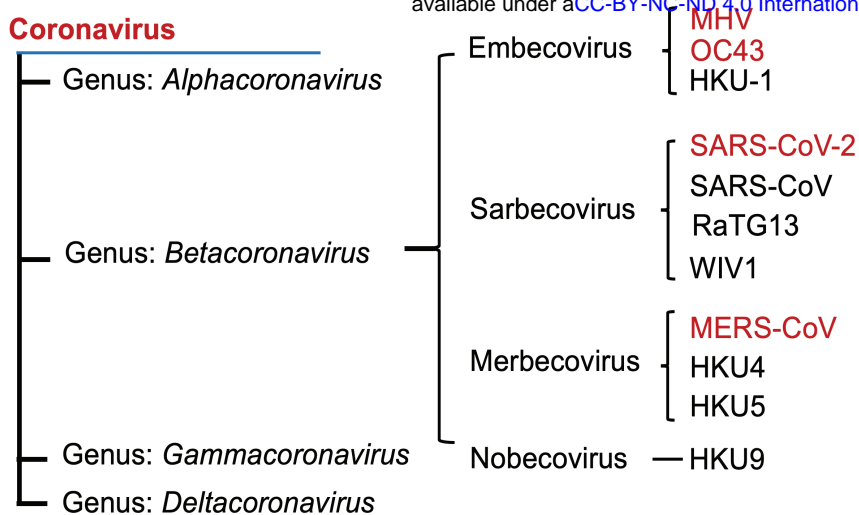 available under aCC-BY-NC-ND 4.0 Internation
Coronavirus
Genus: Alphacoronavirus
Genus: Betacoronavirus
Genus: Gammacoronavirus
Genus: Deltacoronavirus
Embecovirus
MHV
OC43
HKU-1
Sarbecovirus
SARS-CoV-2
SARS-CoV
RaTG13
WIV1
Merbecovirus
MERS-CoV
HKU4
HKU5
Nobecovirus
HKU9